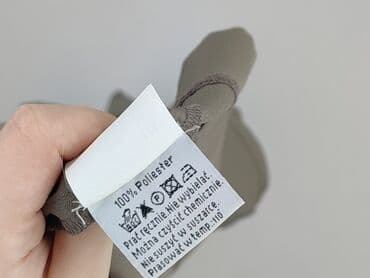 100% Poliester
Prać ręcznie. Nie wybielać.
Można czyścić chemicznie.
Nie suszyć w suszarce.
Prasować w temp. 110